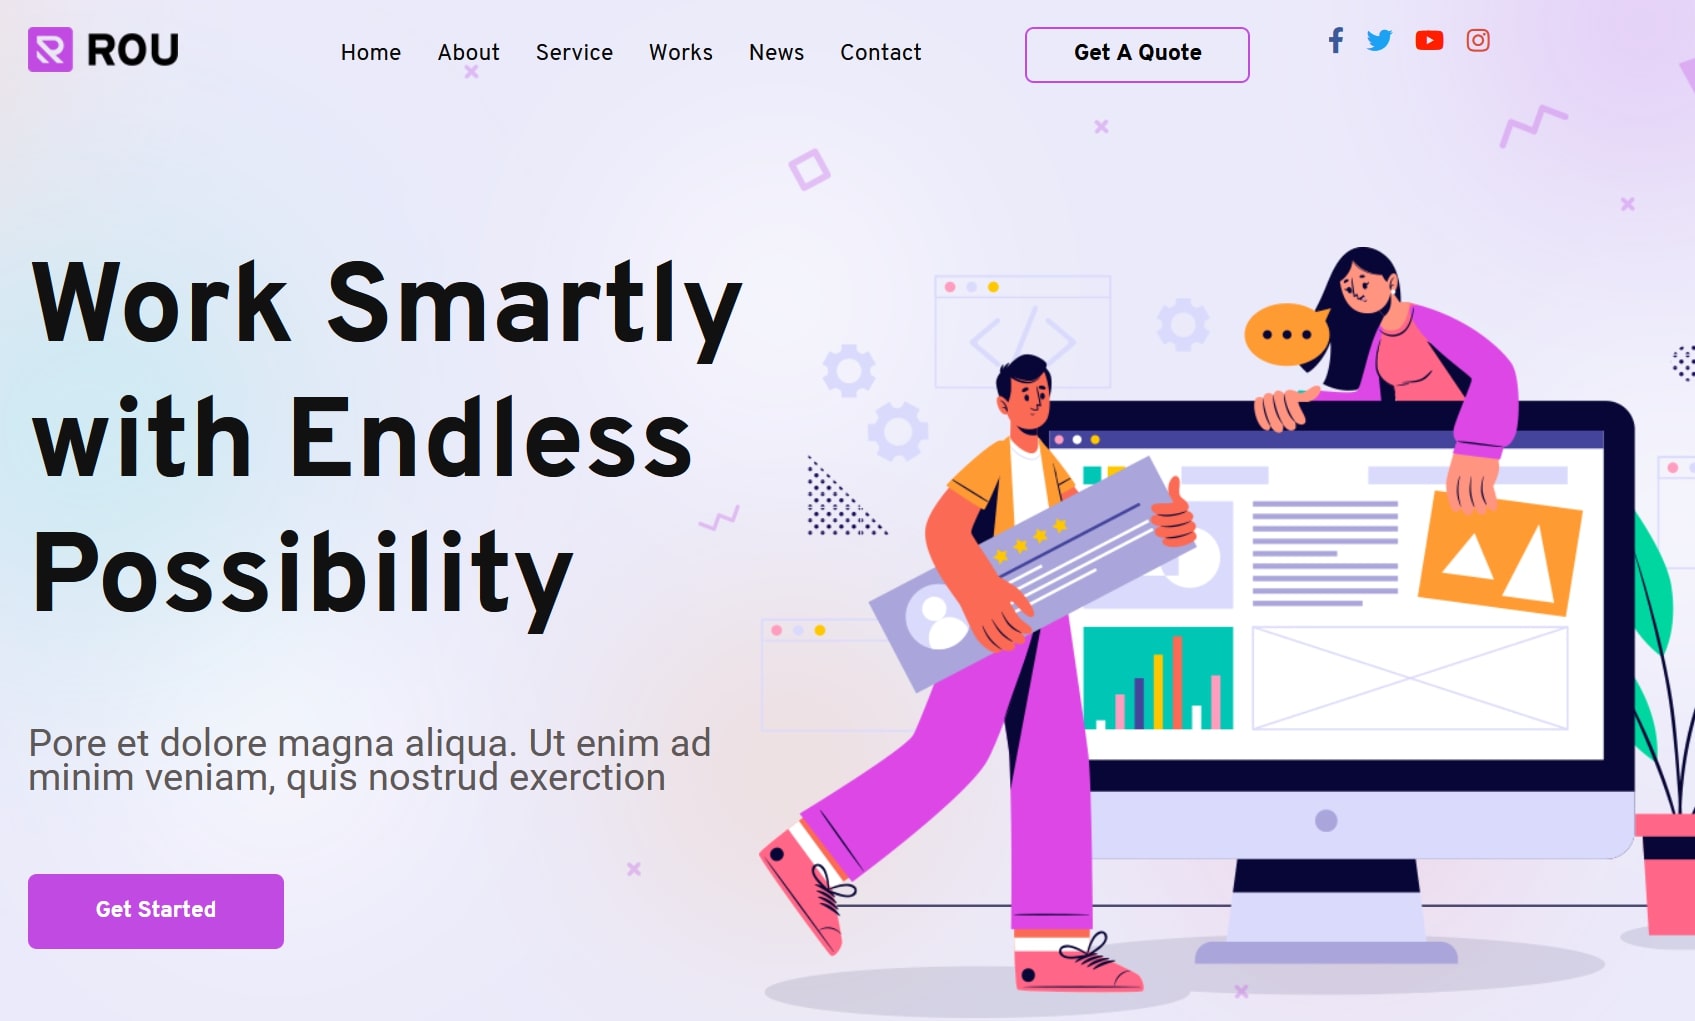 ROU
Home About Service Works News Contact
Get A Quote
Work Smartly
with Endless
Possibility
Pore et dolore magna aliqua. Ut enim ad
minim veniam, quis nostrud exerction
Get Started